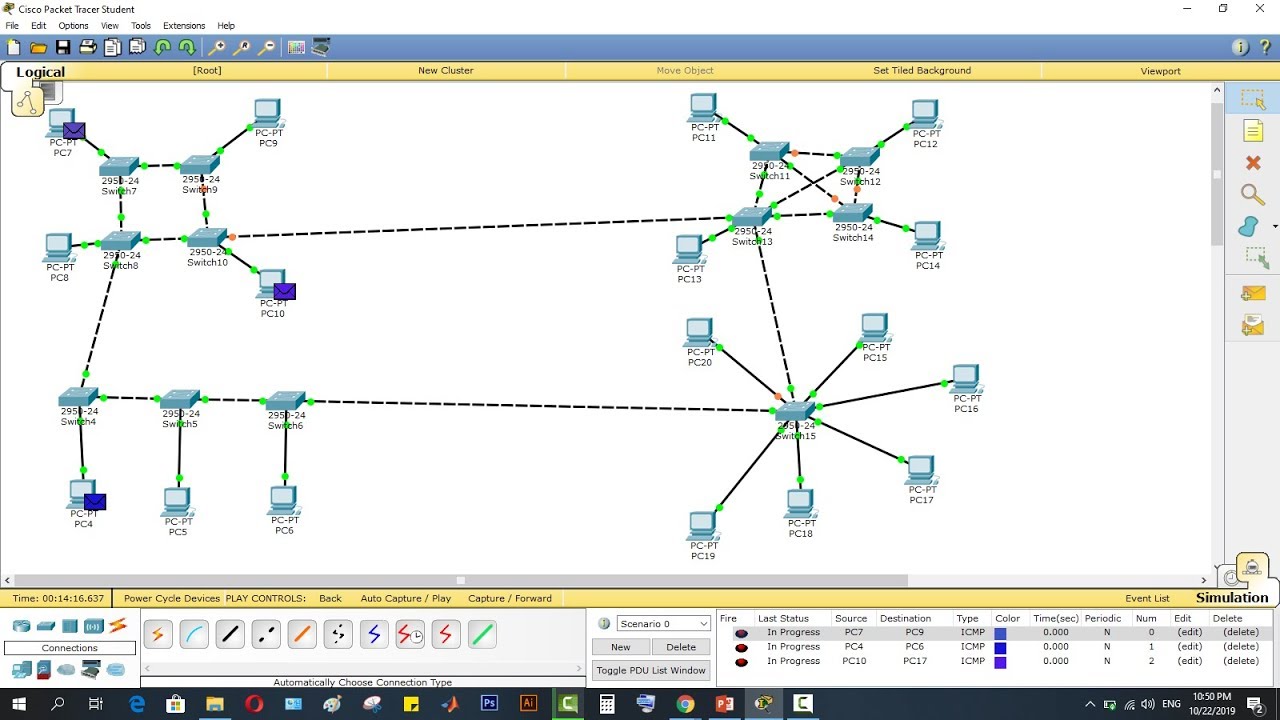 Cisco Packet Tracer Student
File Edit Options View Tools Extensions Help
Logical [Root] New Cluster Move Object Set Tiled Background Viewport
PC-PT
PC7
PC-PT
PC9
2950-24
Switch7
2950-24
Switch9
PC-PT
PC8
2950-24
Switch8
2950-24
Switch10
PC-PT
PC10
PC-PT
PC11
PC-PT
PC12
2950-24
Switch11
2950-24
Switch12
2950-24
Switch13
2950-24
Switch14
PC-PT
PC13
PC-PT
PC14
PC-PT
PC20
PC-PT
PC15
PC-PT
PC16
2950-24
Switch4
2950-24
Switch5
2950-24
Switch6
2950-24
Switch15
PC-PT
PC4
PC-PT
PC5
PC-PT
PC6
PC-PT
PC17
PC-PT
PC18
PC-PT
PC19
Time: 00:14:16.637 Power Cycle Devices PLAY CONTROLS: Back Auto Capture / Play Capture / Forward Event List Simulation
Connections
Automatically Choose Connection Type
Scenario 0
New Delete
Toggle PDU List Window
Fire Last Status Source Destination Type Color Time(sec) Periodic Num Edit Delete
In Progress PC7 PC9 ICMP 0.000 N 0 (edit) (delete)
In Progress PC4 PC6 ICMP 0.000 N 1 (edit) (delete)
In Progress PC10 PC17 ICMP 0.000 N 2 (edit) (delete)
ENG
10:50 PM
10/22/2019